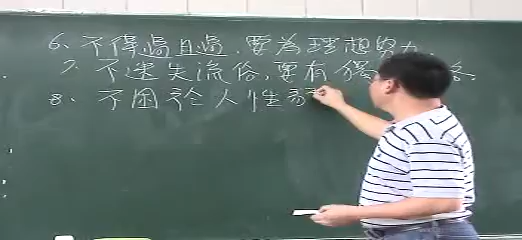 6、不得過且過，要為理想努力．
7、不迷失流俗，要有
8、不困於人性